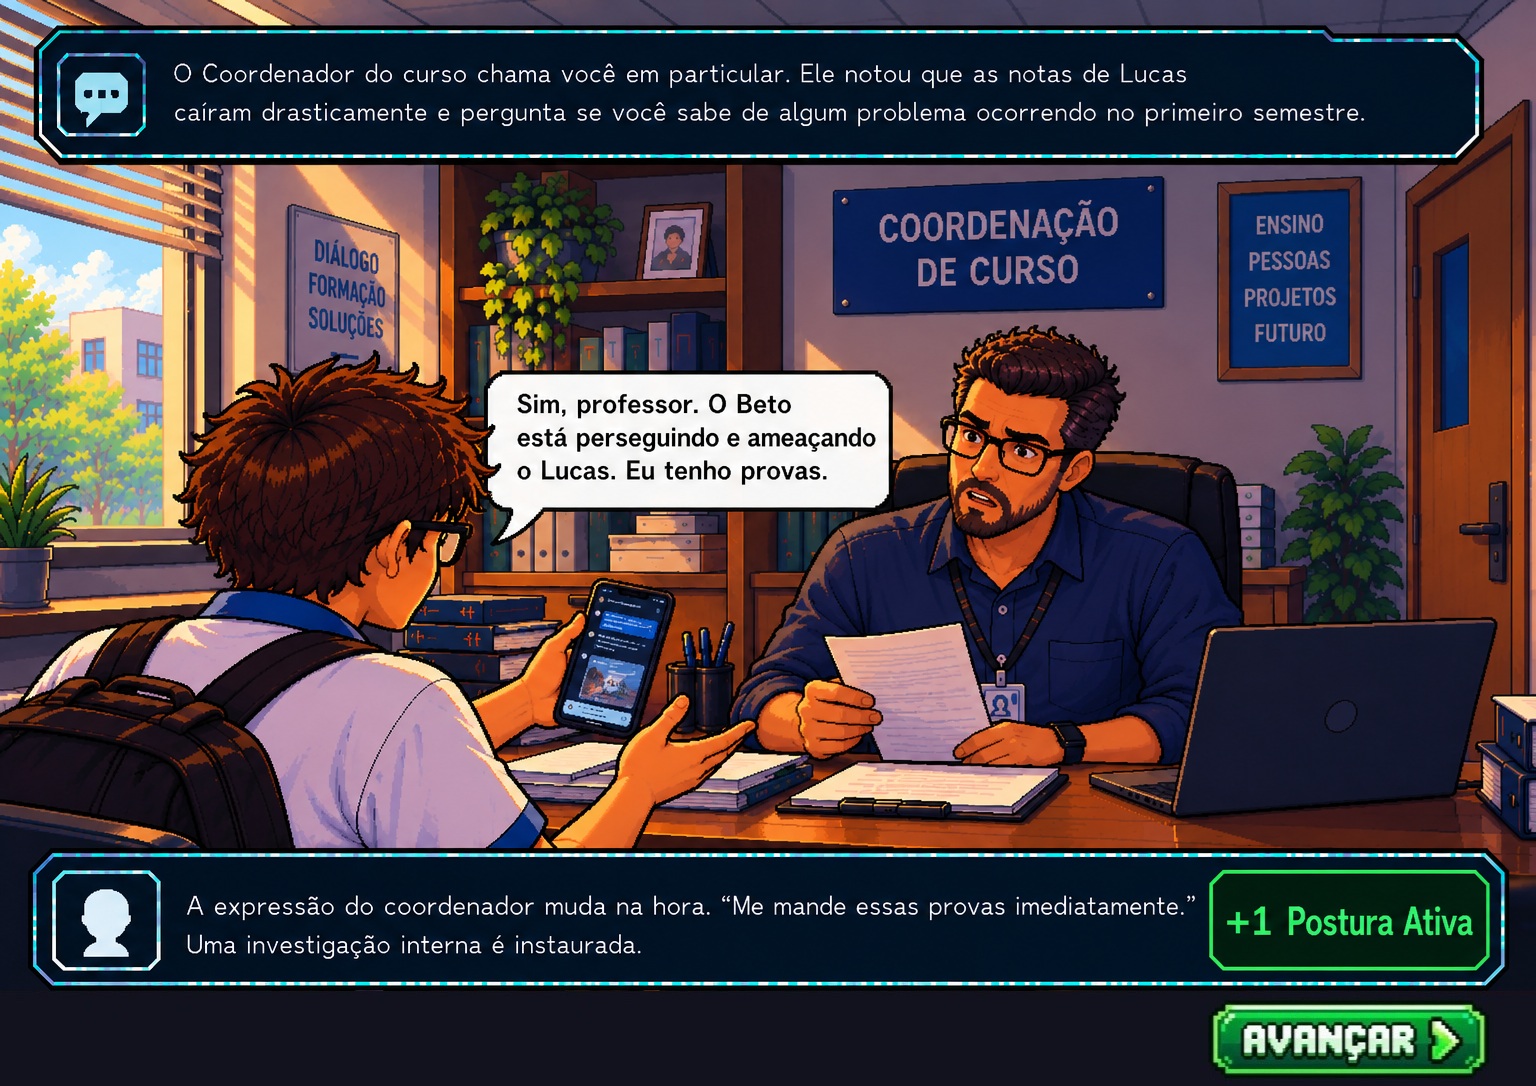 O Coordenador do curso chama você em particular. Ele notou que as notas de Lucas
caíram drasticamente e pergunta se você sabe de algum problema ocorrendo no primeiro semestre.
DIÁLOGO
FORMAÇÃO
SOLUÇÕES
COORDENAÇÃO
DE CURSO
ENSINO
PESSOAS
PROJETOS
FUTURO
Sim, professor. O Beto
está perseguindo e ameaçando
o Lucas. Eu tenho provas.
A expressão do coordenador muda na hora. “Me mande essas provas imediatamente.”
Uma investigação interna é instaurada.
+1 Postura Ativa
AVANÇAR